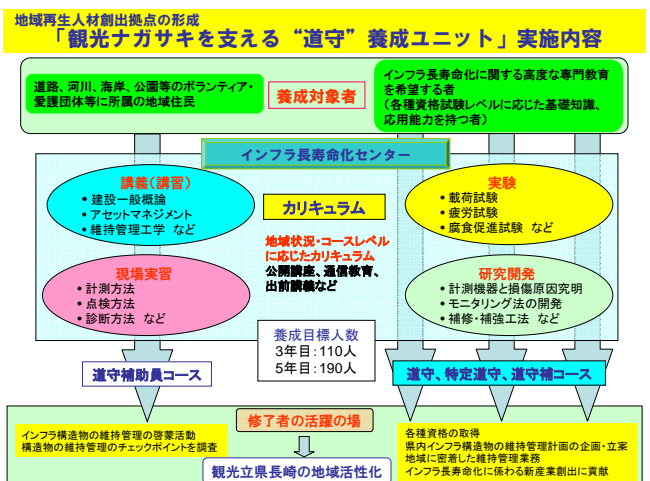 地域再生人材創出拠点の形成
「観光ナガサキを支える“道守”養成ユニット」実施内容
道路、河川、海岸、公園等のボランティア・
愛護団体等に所属の地域住民
養成対象者
インフラ長寿命化に関する高度な専門教育
を希望する者
(各種資格試験レベルに応じた基礎知識、
応用能力を持つ者)
インフラ長寿命化センター
講義(講習)
• 建設一般概論
• アセットマネジメント
• 維持管理工学 など
カリキュラム
地域状況・コースレベル
に応じたカリキュラム
公開講座、通信教育、
出前講義など
実験
• 載荷試験
• 疲労試験
• 腐食促進試験 など
現場実習
• 計測方法
• 点検方法
• 診断方法 など
研究開発
• 計測機器と損傷原因究明
• モニタリング法の開発
• 補修・補強工法 など
養成目標人数
3年目:110人
5年目:190人
道守補助員コース
道守、特定道守、道守補コース
修了者の活躍の場
インフラ構造物の維持管理の啓蒙活動
構造物の維持管理のチェックポイントを調査
各種資格の取得
県内インフラ構造物の維持管理計画の企画・立案
地域に密着した維持管理業務
インフラ長寿命化に係わる新産業創出に貢献
観光立県長崎の地域活性化